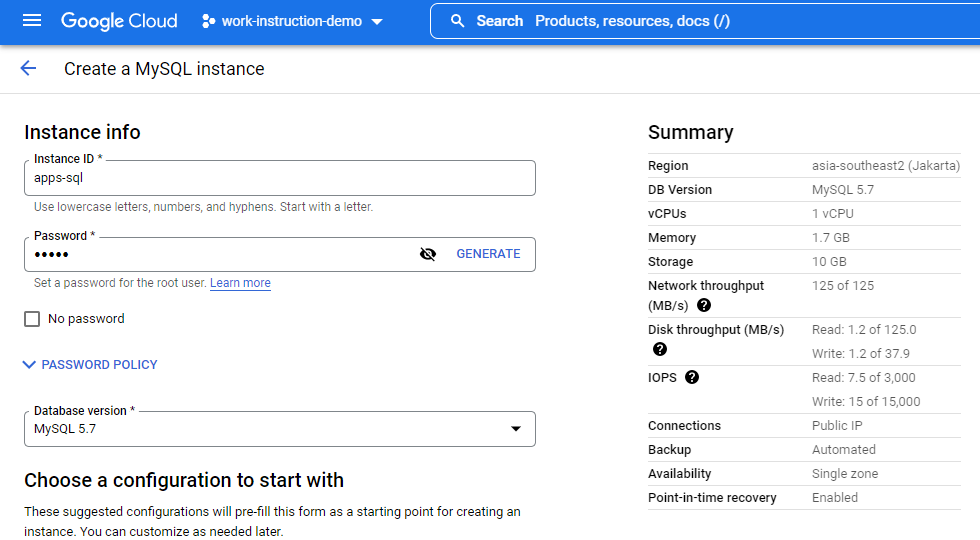 Google Cloud
work-instruction-demo
Search Products, resources, docs (/)
Create a MySQL instance
Instance info
Instance ID *
apps-sql
Use lowercase letters, numbers, and hyphens. Start with a letter.
Password *
•••••
GENERATE
Set a password for the root user. Learn more
No password
PASSWORD POLICY
Database version *
MySQL 5.7
Choose a configuration to start with
These suggested configurations will pre-fill this form as a starting point for creating an
instance. You can customize as needed later.
Summary
Region asia-southeast2 (Jakarta)
DB Version MySQL 5.7
vCPUs 1 vCPU
Memory 1.7 GB
Storage 10 GB
Network throughput 125 of 125
(MB/s) ?
Disk throughput (MB/s) Read: 1.2 of 125.0
? Write: 1.2 of 37.9
IOPS ? Read: 7.5 of 3,000
Write: 15 of 15,000
Connections Public IP
Backup Automated
Availability Single zone
Point-in-time recovery Enabled